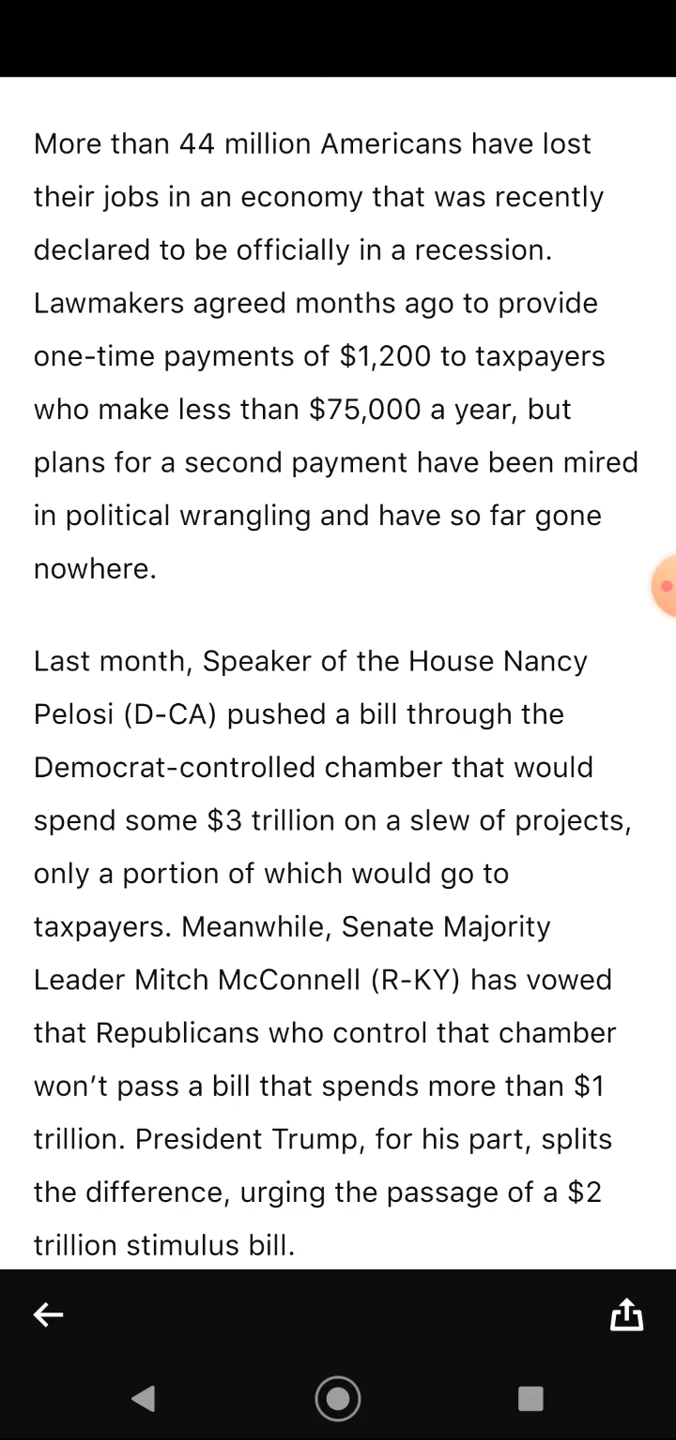 More than 44 million Americans have lost
their jobs in an economy that was recently
declared to be officially in a recession.
Lawmakers agreed months ago to provide
one-time payments of $1,200 to taxpayers
who make less than $75,000 a year, but
plans for a second payment have been mired
in political wrangling and have so far gone
nowhere.
Last month, Speaker of the House Nancy
Pelosi (D-CA) pushed a bill through the
Democrat-controlled chamber that would
spend some $3 trillion on a slew of projects,
only a portion of which would go to
taxpayers. Meanwhile, Senate Majority
Leader Mitch McConnell (R-KY) has vowed
that Republicans who control that chamber
won’t pass a bill that spends more than $1
trillion. President Trump, for his part, splits
the difference, urging the passage of a $2
trillion stimulus bill.